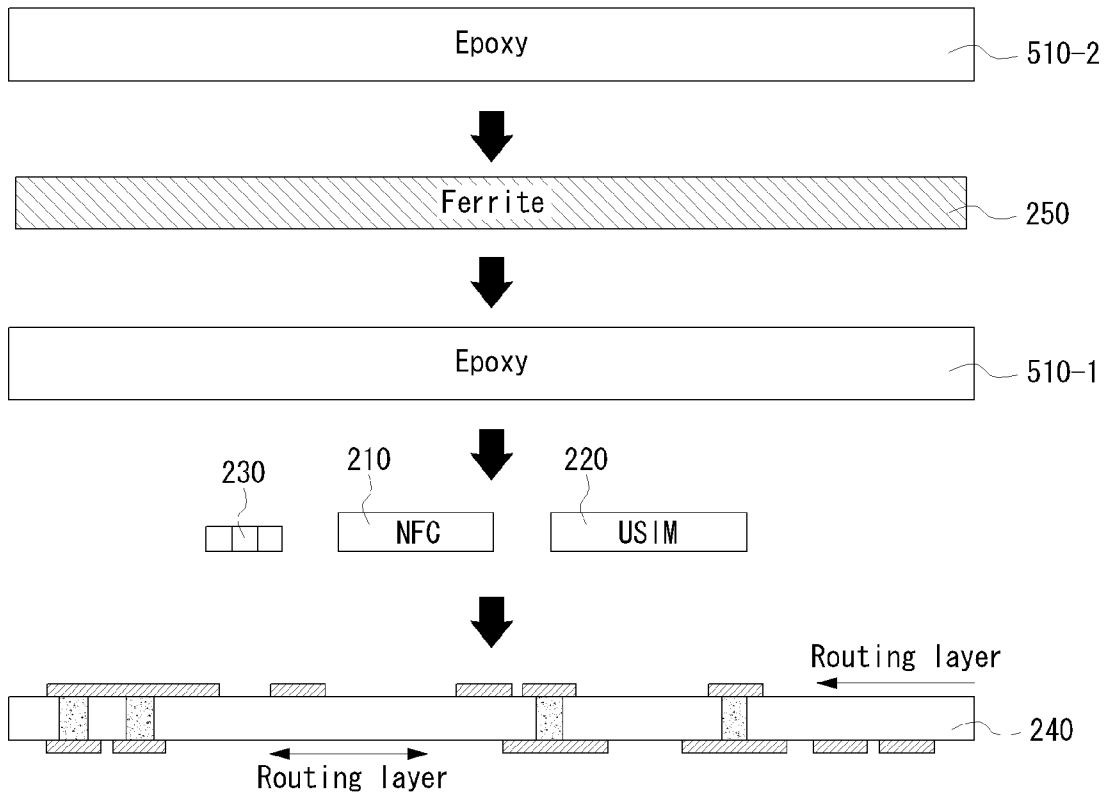 Epoxy
510-2
Ferrite
250
Epoxy
510-1
230
210
220
NFC
USIM
Routing layer
240
Routing layer